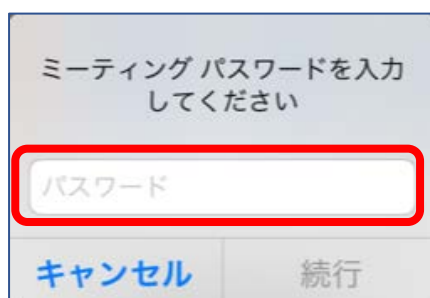 ミーティング パスワードを入力
してください
パスワード
キャンセル
続行